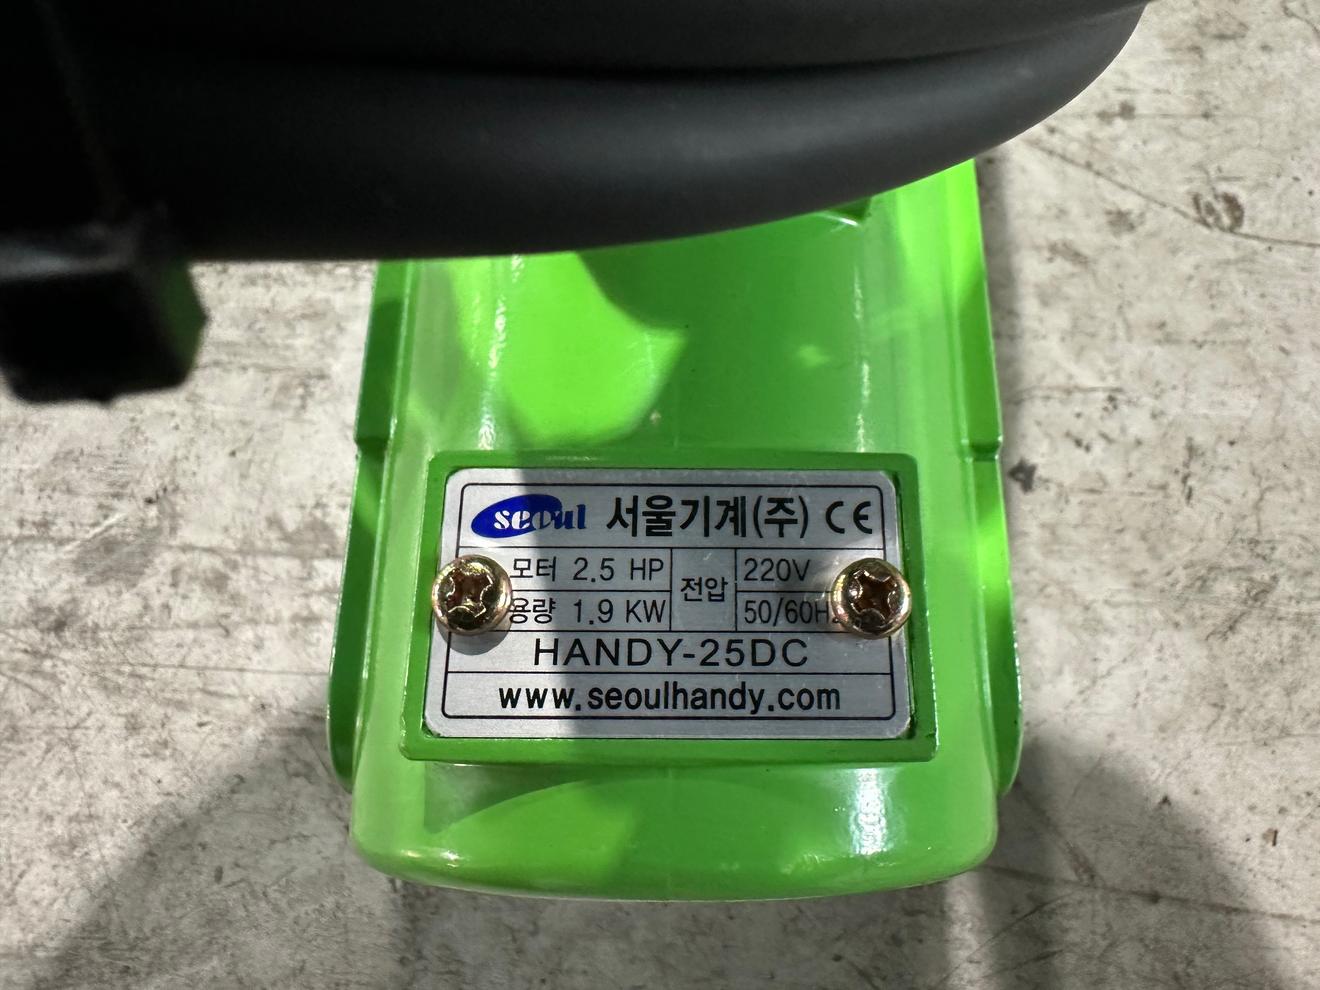 seoul 서울기계(주) CE
모터 2.5 HP 전압 220V
용량 1.9 KW 50/60Hz
HANDY-25DC
www.seoulhandy.com